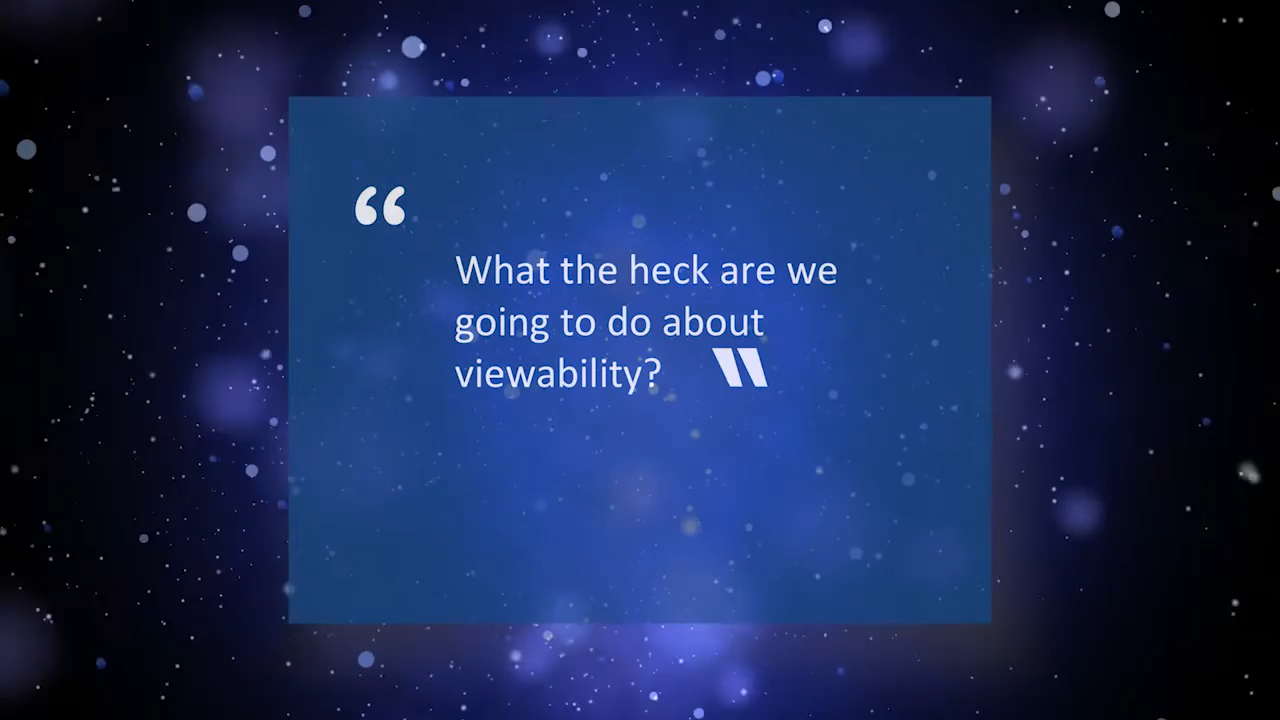 “
What the heck are we
going to do about
viewability? "